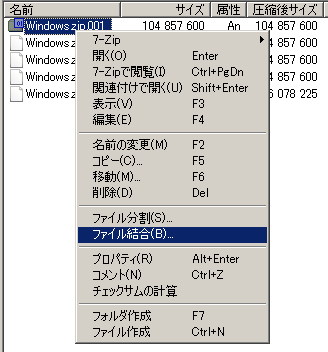 名前 サイズ 属性 圧縮後サイズ
Windows.zip.001 104 857 600 An 104 857 600
Windows.z 7-Zip 857 600
Windows.z 開く(O) Enter 857 600
Windows.z 7-Zipで閲覧(I) Ctrl+PgDn 857 600
Windows.z 関連付けで開く(U) Shift+Enter 078 225
表示(V) F3
編集(E) F4
名前の変更(M) F2
コピー(C)... F5
移動(M)... F6
削除(D) Del
ファイル分割(S)...
ファイル結合(B)...
プロパティ(R) Alt+Enter
コメント(N) Ctrl+Z
チェックサムの計算
フォルダ作成 F7
ファイル作成 Ctrl+N